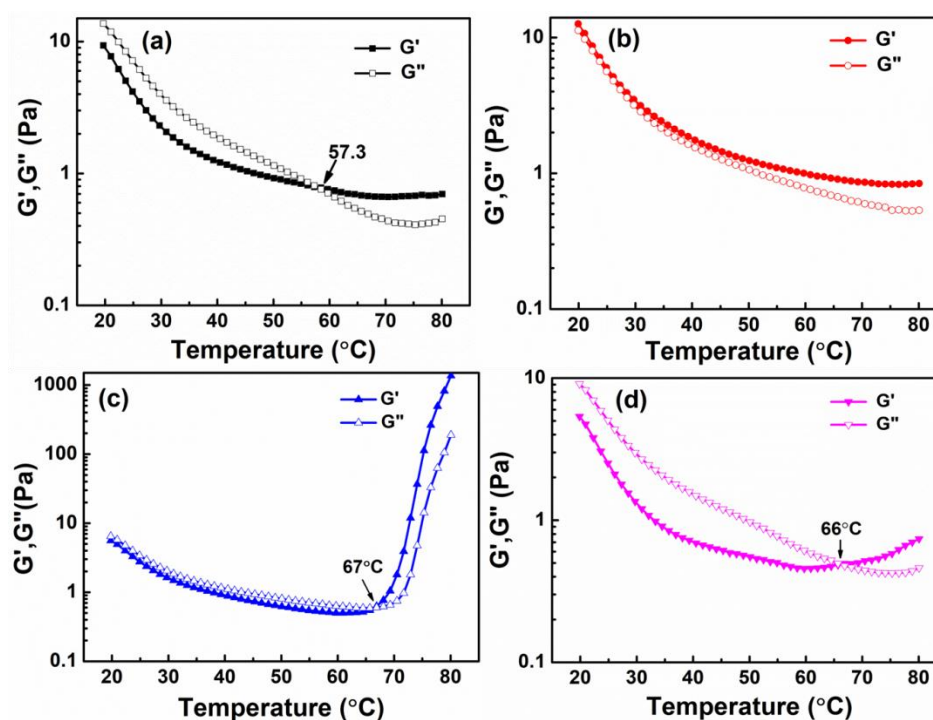 (a)
G'
G"
57.3
G',G" (Pa)
10
1
0.1
20 30 40 50 60 70 80
Temperature (°C)
(b)
G'
G"
G',G" (Pa)
10
1
0.1
20 30 40 50 60 70 80
Temperature (°C)
(c)
G'
G"
67°C
G',G"(Pa)
1000
100
10
1
0.1
20 30 40 50 60 70 80
Temperature (°C)
(d)
G'
G"
66°C
G',G" (Pa)
10
1
0.1
20 30 40 50 60 70 80
Temperature (°C)